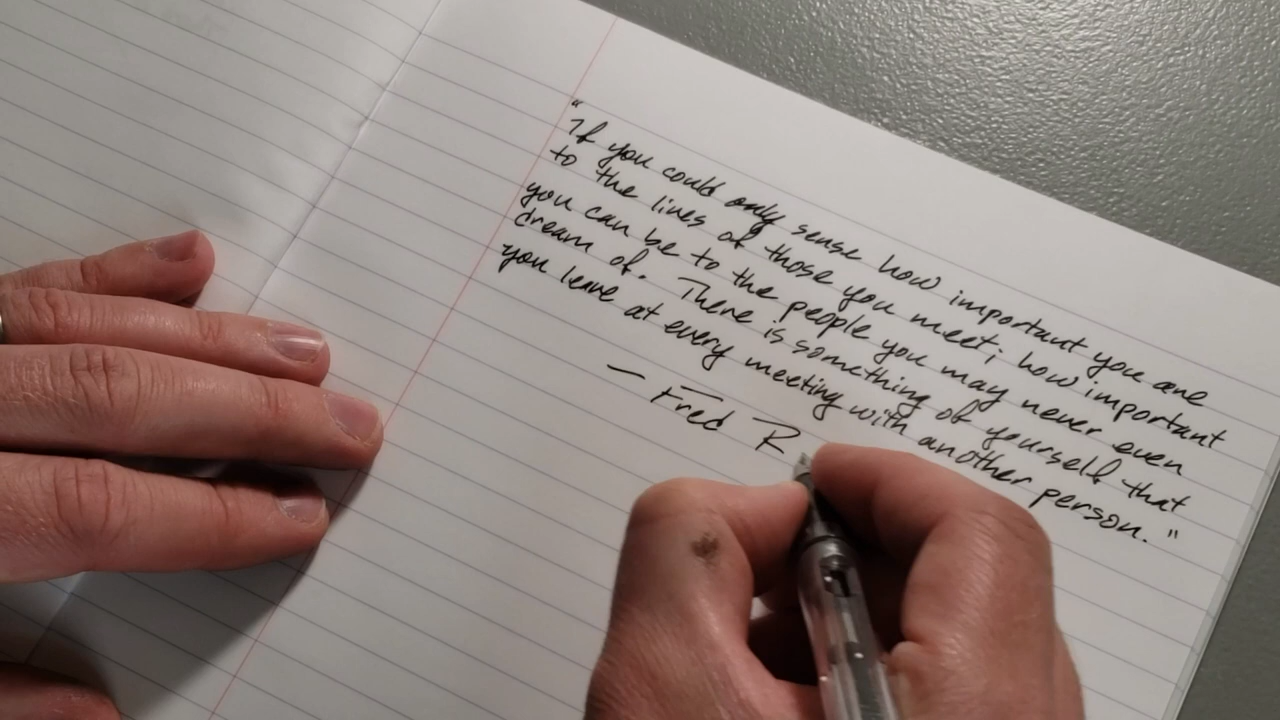 "If you could only sense how important you are
to the lives of those you meet; how important
you can be to the people you may never even
dream of. There is something of yourself that
you leave at every meeting with another person."
— Fred R